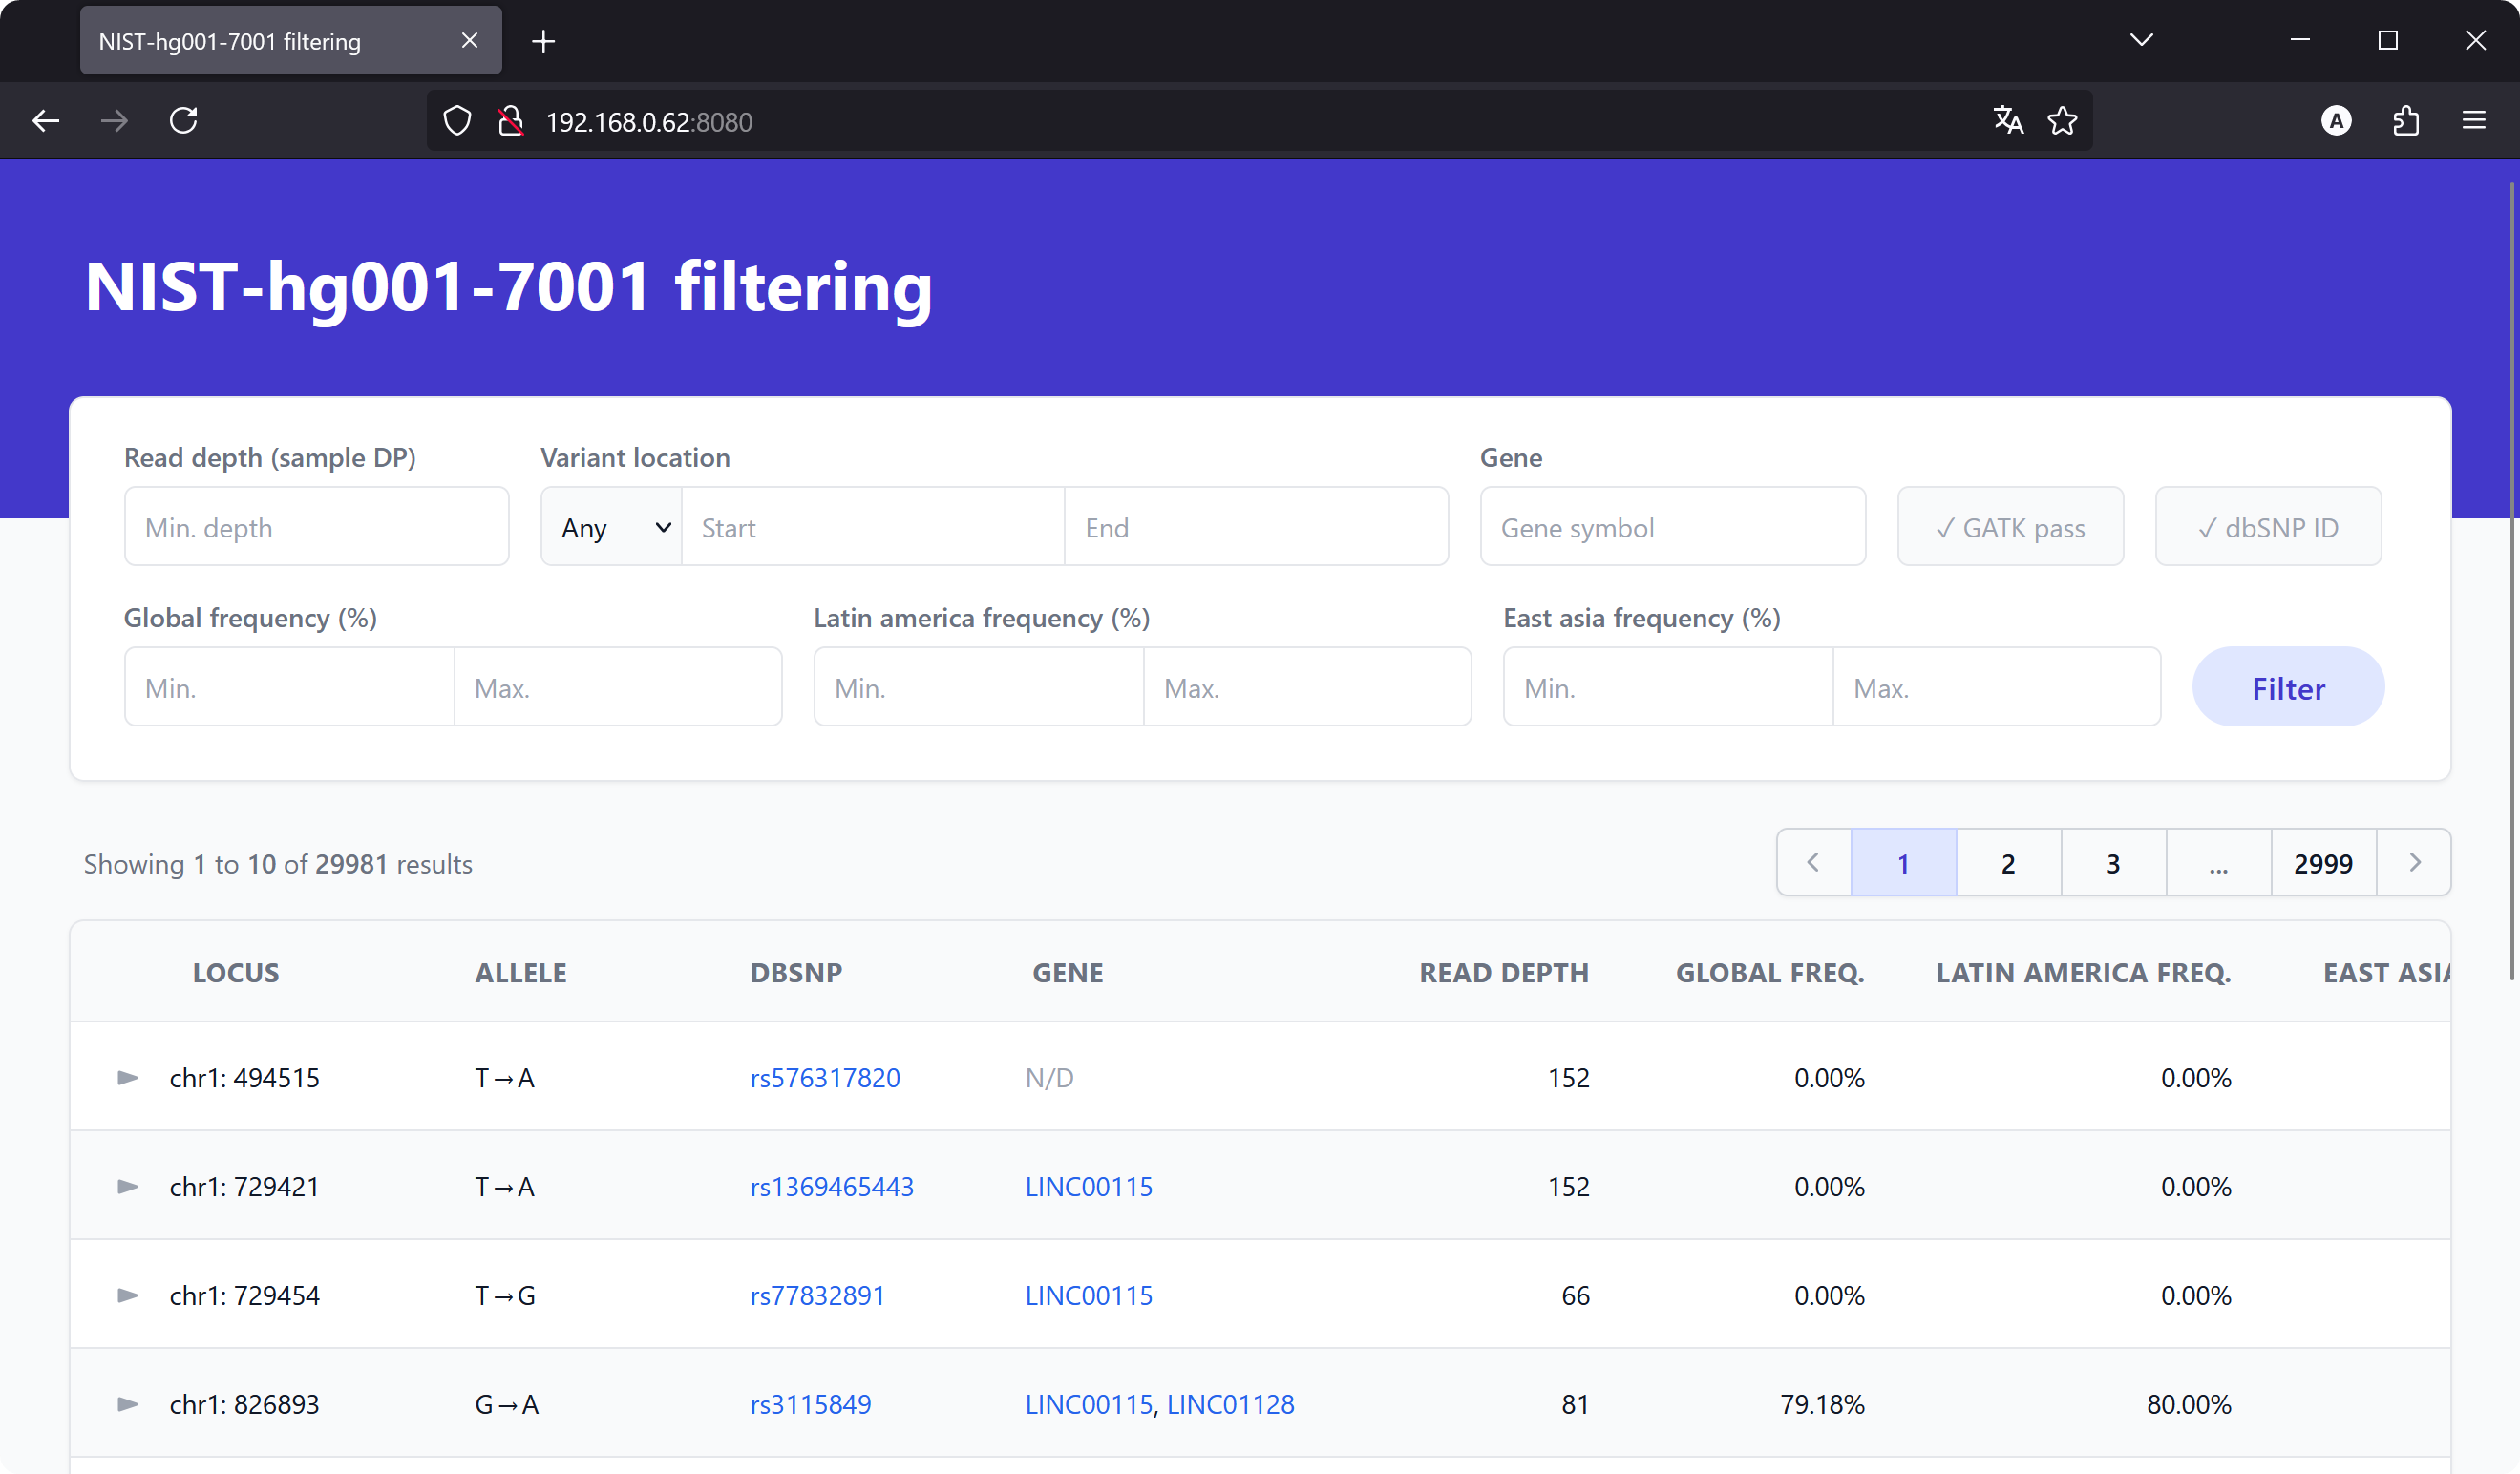 NIST-hg001-7001 filtering
192.168.0.62:8080
A
NIST-hg001-7001 filtering
Read depth (sample DP) Variant location Gene
Min. depth Any Start End Gene symbol ✓ GATK pass ✓ dbSNP ID
Global frequency (%) Latin america frequency (%) East asia frequency (%)
Min. Max. Min. Max. Min. Max. Filter
Showing 1 to 10 of 29981 results 1 2 3 ... 2999
LOCUS ALLELE DBSNP GENE READ DEPTH GLOBAL FREQ. LATIN AMERICA FREQ. EAST ASIA
chr1: 494515 T→A rs576317820 N/D 152 0.00% 0.00%
chr1: 729421 T→A rs1369465443 LINC00115 152 0.00% 0.00%
chr1: 729454 T→G rs77832891 LINC00115 66 0.00% 0.00%
chr1: 826893 G→A rs3115849 LINC00115, LINC01128 81 79.18% 80.00%